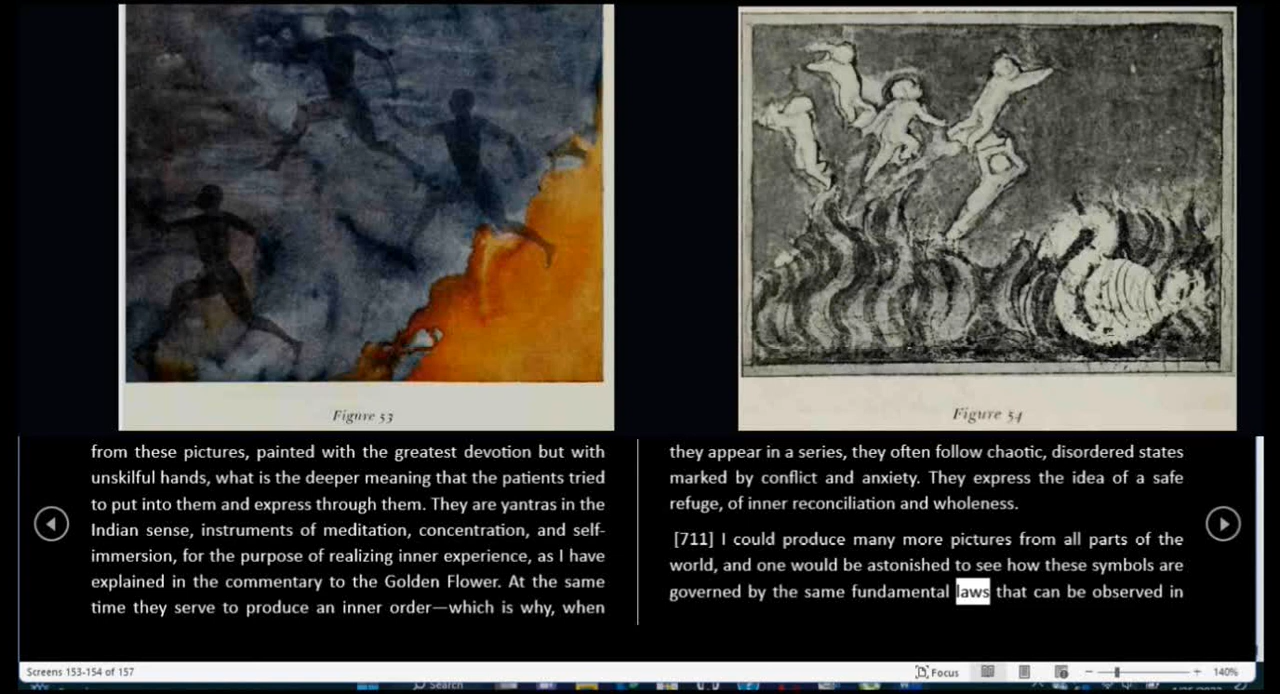 Figure 53
Figure 54
from these pictures, painted with the greatest devotion but with
unskilful hands, what is the deeper meaning that the patients tried
to put into them and express through them. They are yantras in the
Indian sense, instruments of meditation, concentration, and self-
immersion, for the purpose of realizing inner experience, as I have
explained in the commentary to the Golden Flower. At the same
time they serve to produce an inner order—which is why, when
they appear in a series, they often follow chaotic, disordered states
marked by conflict and anxiety. They express the idea of a safe
refuge, of inner reconciliation and wholeness.
[711] I could produce many more pictures from all parts of the
world, and one would be astonished to see how these symbols are
governed by the same fundamental laws that can be observed in
Screens 153-154 of 157
Focus
140%
Search